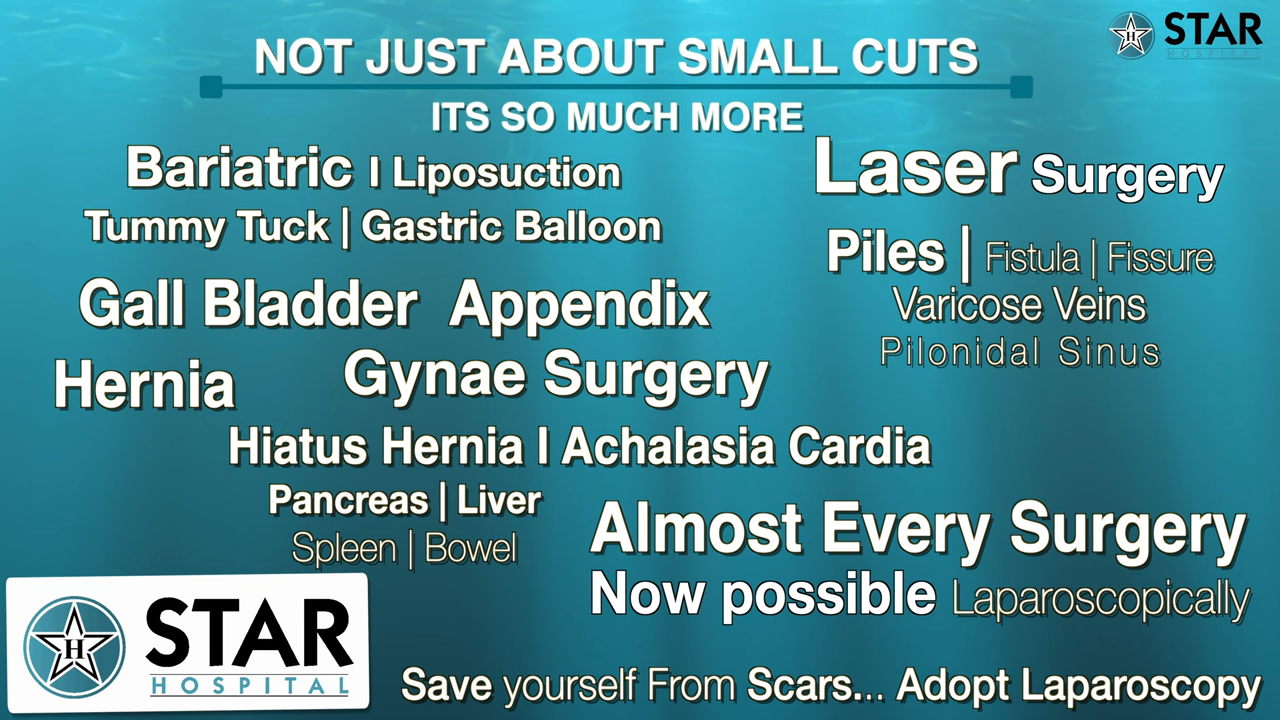 STAR
HOSPITAL
NOT JUST ABOUT SMALL CUTS
ITS SO MUCH MORE
Bariatric I Liposuction
Tummy Tuck | Gastric Balloon
Gall Bladder Appendix
Hernia Gynae Surgery
Hiatus Hernia I Achalasia Cardia
Pancreas | Liver
Spleen | Bowel
Laser Surgery
Piles | Fistula | Fissure
Varicose Veins
Pilonidal Sinus
Almost Every Surgery
Now possible Laparoscopically
H
STAR
HOSPITAL
Save yourself From Scars... Adopt Laparoscopy